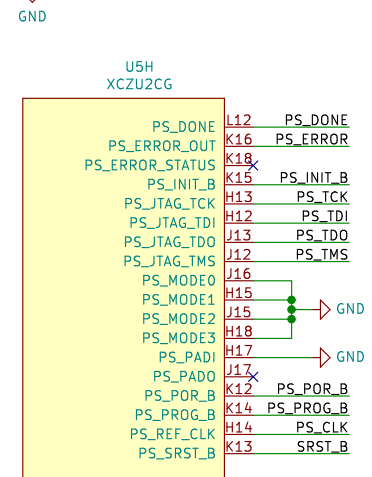 GND
U5H
XCZU2CG
PS_DONE L12 PS_DONE
PS_ERROR_OUT K16 PS_ERROR
PS_ERROR_STATUS K18
PS_INIT_B K15 PS_INIT_B
PS_JTAG_TCK H13 PS_TCK
PS_JTAG_TDI H12 PS_TDI
PS_JTAG_TDO J13 PS_TDO
PS_JTAG_TMS J12 PS_TMS
PS_MODE0 J16
PS_MODE1 H15
GND
PS_MODE2 J15
PS_MODE3 H18
PS_PADI H17 GND
PS_PADO J17
PS_POR_B K12 PS_POR_B
PS_PROG_B K14 PS_PROG_B
PS_REF_CLK H14 PS_CLK
PS_SRST_B K13 SRST_B